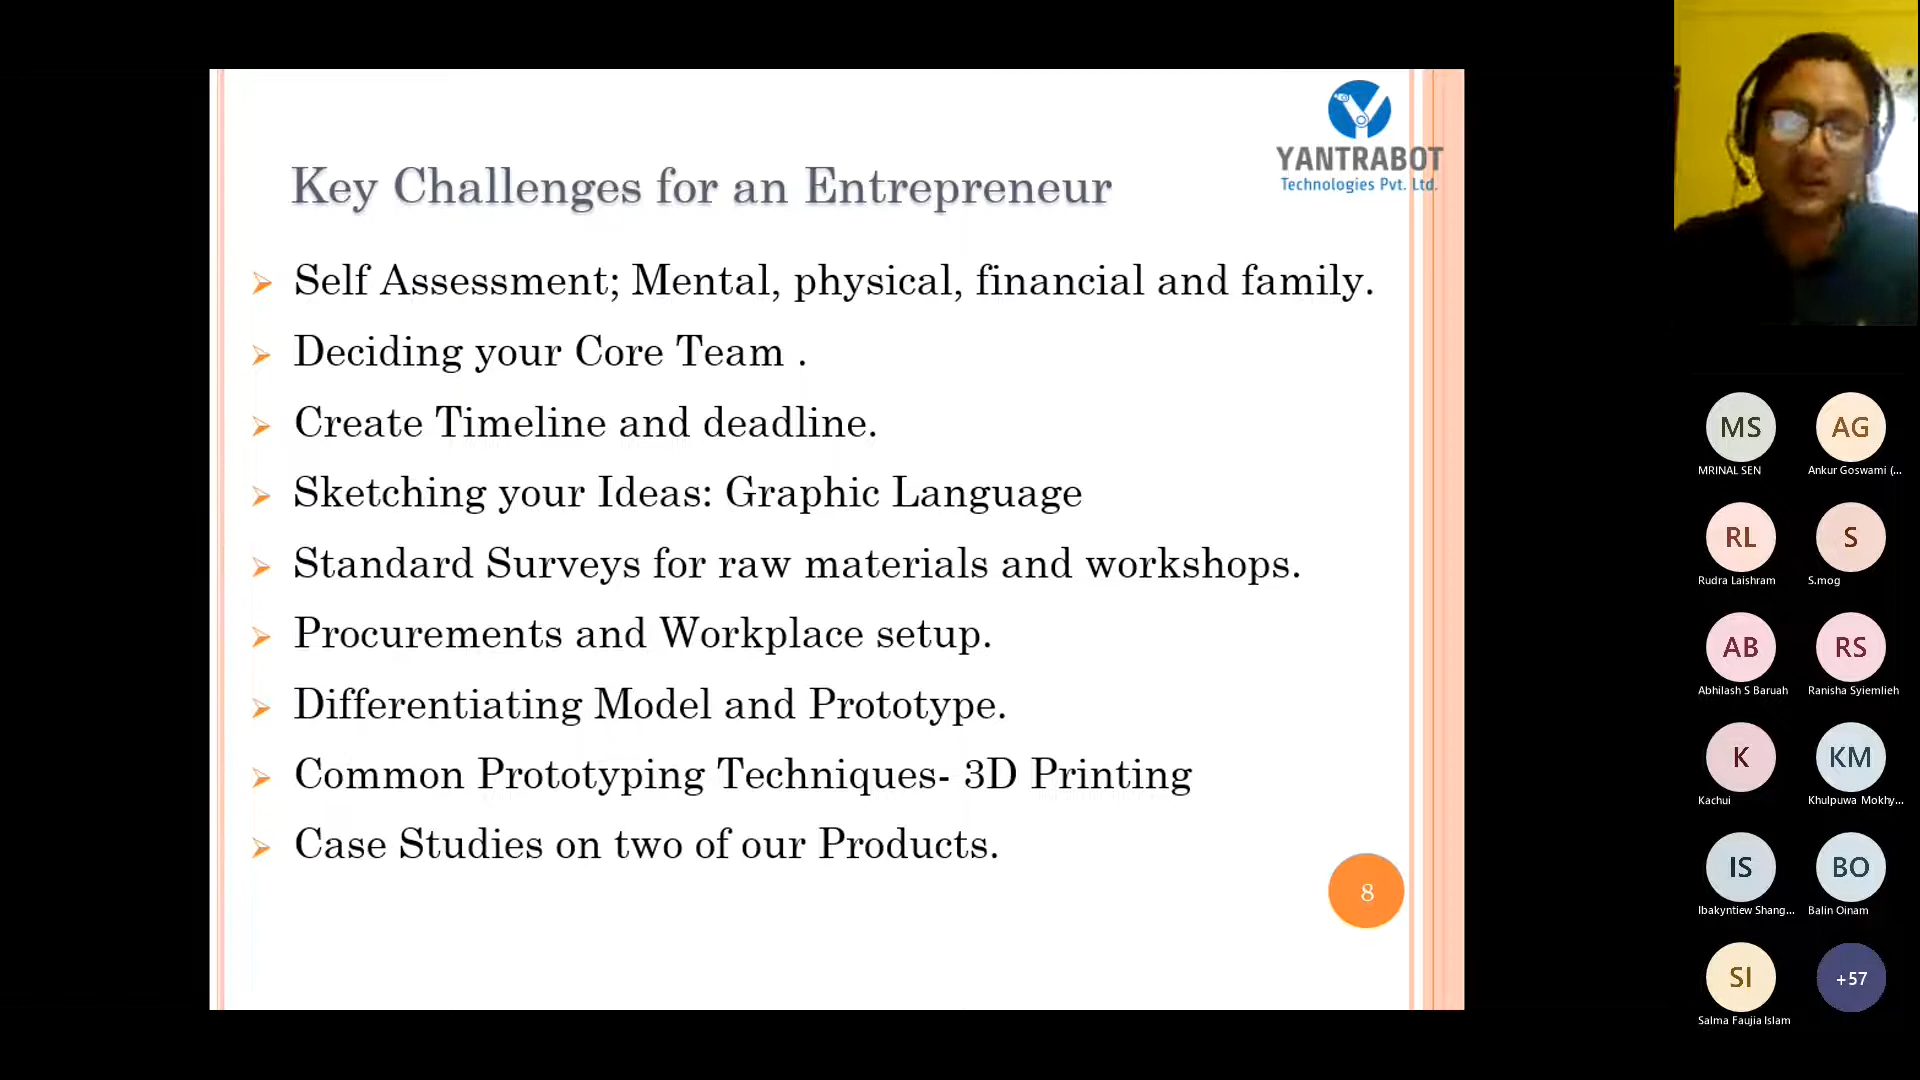 YANTRABOT
Technologies Pvt. Ltd.
Key Challenges for an Entrepreneur
Self Assessment; Mental, physical, financial and family.
Deciding your Core Team .
Create Timeline and deadline.
Sketching your Ideas: Graphic Language
Standard Surveys for raw materials and workshops.
Procurements and Workplace setup.
Differentiating Model and Prototype.
Common Prototyping Techniques- 3D Printing
Case Studies on two of our Products.
8
MS
AG
MRINAL SEN
Ankur Goswami (...
RL
S
Rudra Laishram
S.mog
AB
RS
Abhilash S Baruah
Ranisha Syiemlieh
K
KM
Kachui
Khulpuwa Mokhy...
IS
BO
Ibakyntiew Shang...
Balin Oinam
SI
+57
Salma Faujia Islam